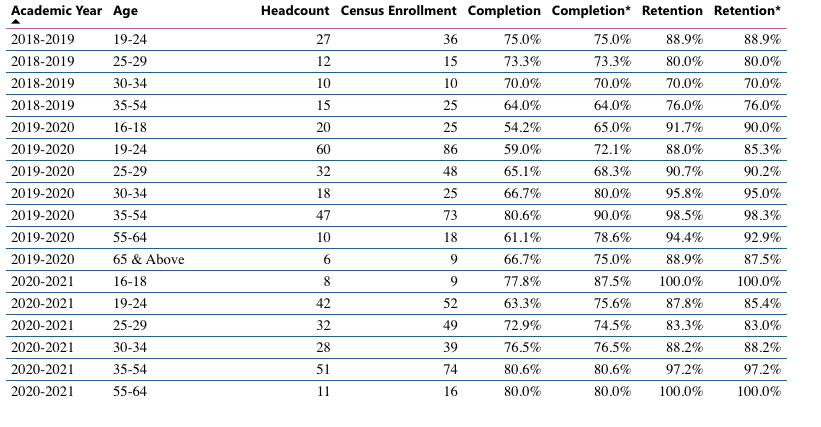 Academic Year Age Headcount Census Enrollment Completion Completion* Retention Retention*
2018-2019 19-24 27 36 75.0% 75.0% 88.9% 88.9%
2018-2019 25-29 12 15 73.3% 73.3% 80.0% 80.0%
2018-2019 30-34 10 10 70.0% 70.0% 70.0% 70.0%
2018-2019 35-54 15 25 64.0% 64.0% 76.0% 76.0%
2019-2020 16-18 20 25 54.2% 65.0% 91.7% 90.0%
2019-2020 19-24 60 86 59.0% 72.1% 88.0% 85.3%
2019-2020 25-29 32 48 65.1% 68.3% 90.7% 90.2%
2019-2020 30-34 18 25 66.7% 80.0% 95.8% 95.0%
2019-2020 35-54 47 73 80.6% 90.0% 98.5% 98.3%
2019-2020 55-64 10 18 61.1% 78.6% 94.4% 92.9%
2019-2020 65 & Above 6 9 66.7% 75.0% 88.9% 87.5%
2020-2021 16-18 8 9 77.8% 87.5% 100.0% 100.0%
2020-2021 19-24 42 52 63.3% 75.6% 87.8% 85.4%
2020-2021 25-29 32 49 72.9% 74.5% 83.3% 83.0%
2020-2021 30-34 28 39 76.5% 76.5% 88.2% 88.2%
2020-2021 35-54 51 74 80.6% 80.6% 97.2% 97.2%
2020-2021 55-64 11 16 80.0% 80.0% 100.0% 100.0%